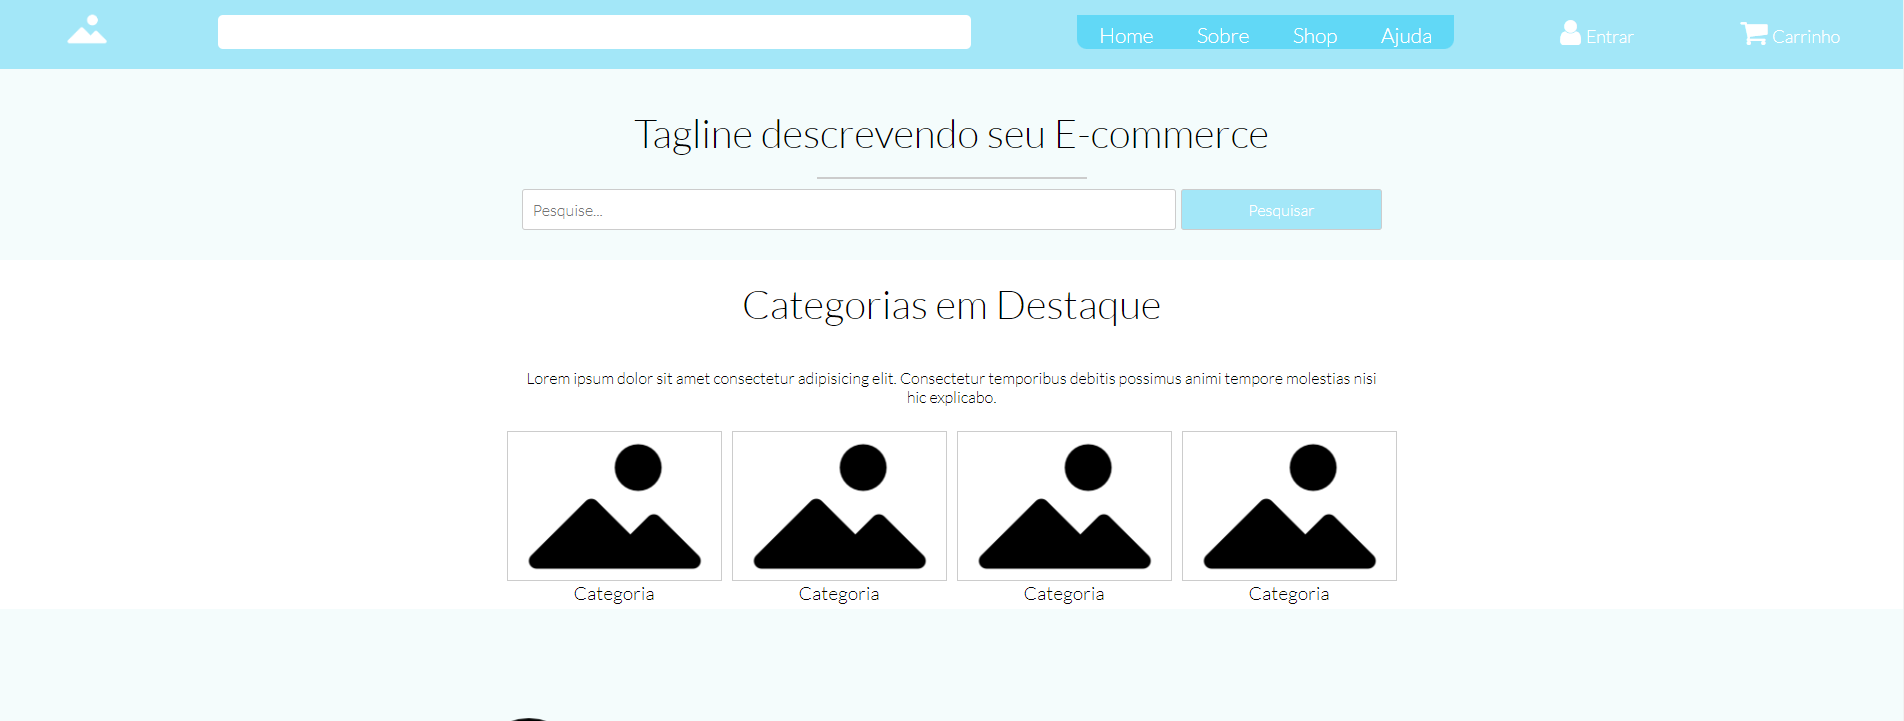 Home Sobre Shop Ajuda Entrar Carrinho
Tagline descrevendo seu E-commerce
Pesquise... Pesquisar
Categorias em Destaque
Lorem ipsum dolor sit amet consectetur adipisicing elit. Consectetur temporibus debitis possimus animi tempore molestias nisi
hic explicabo.
Categoria Categoria Categoria Categoria